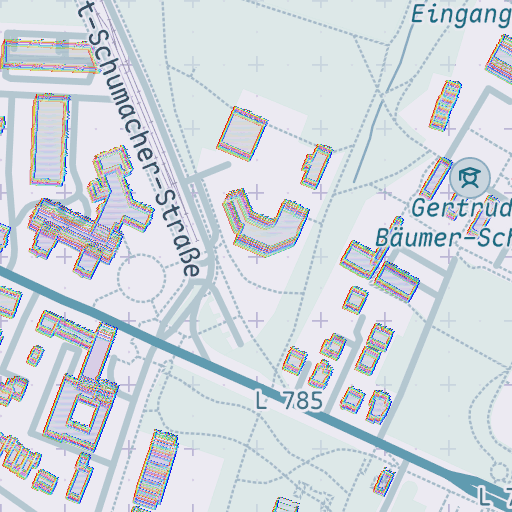 Eingang
t-Schumacher-Straße
Gertrud
Bäumer-Sch
L 785
L 7